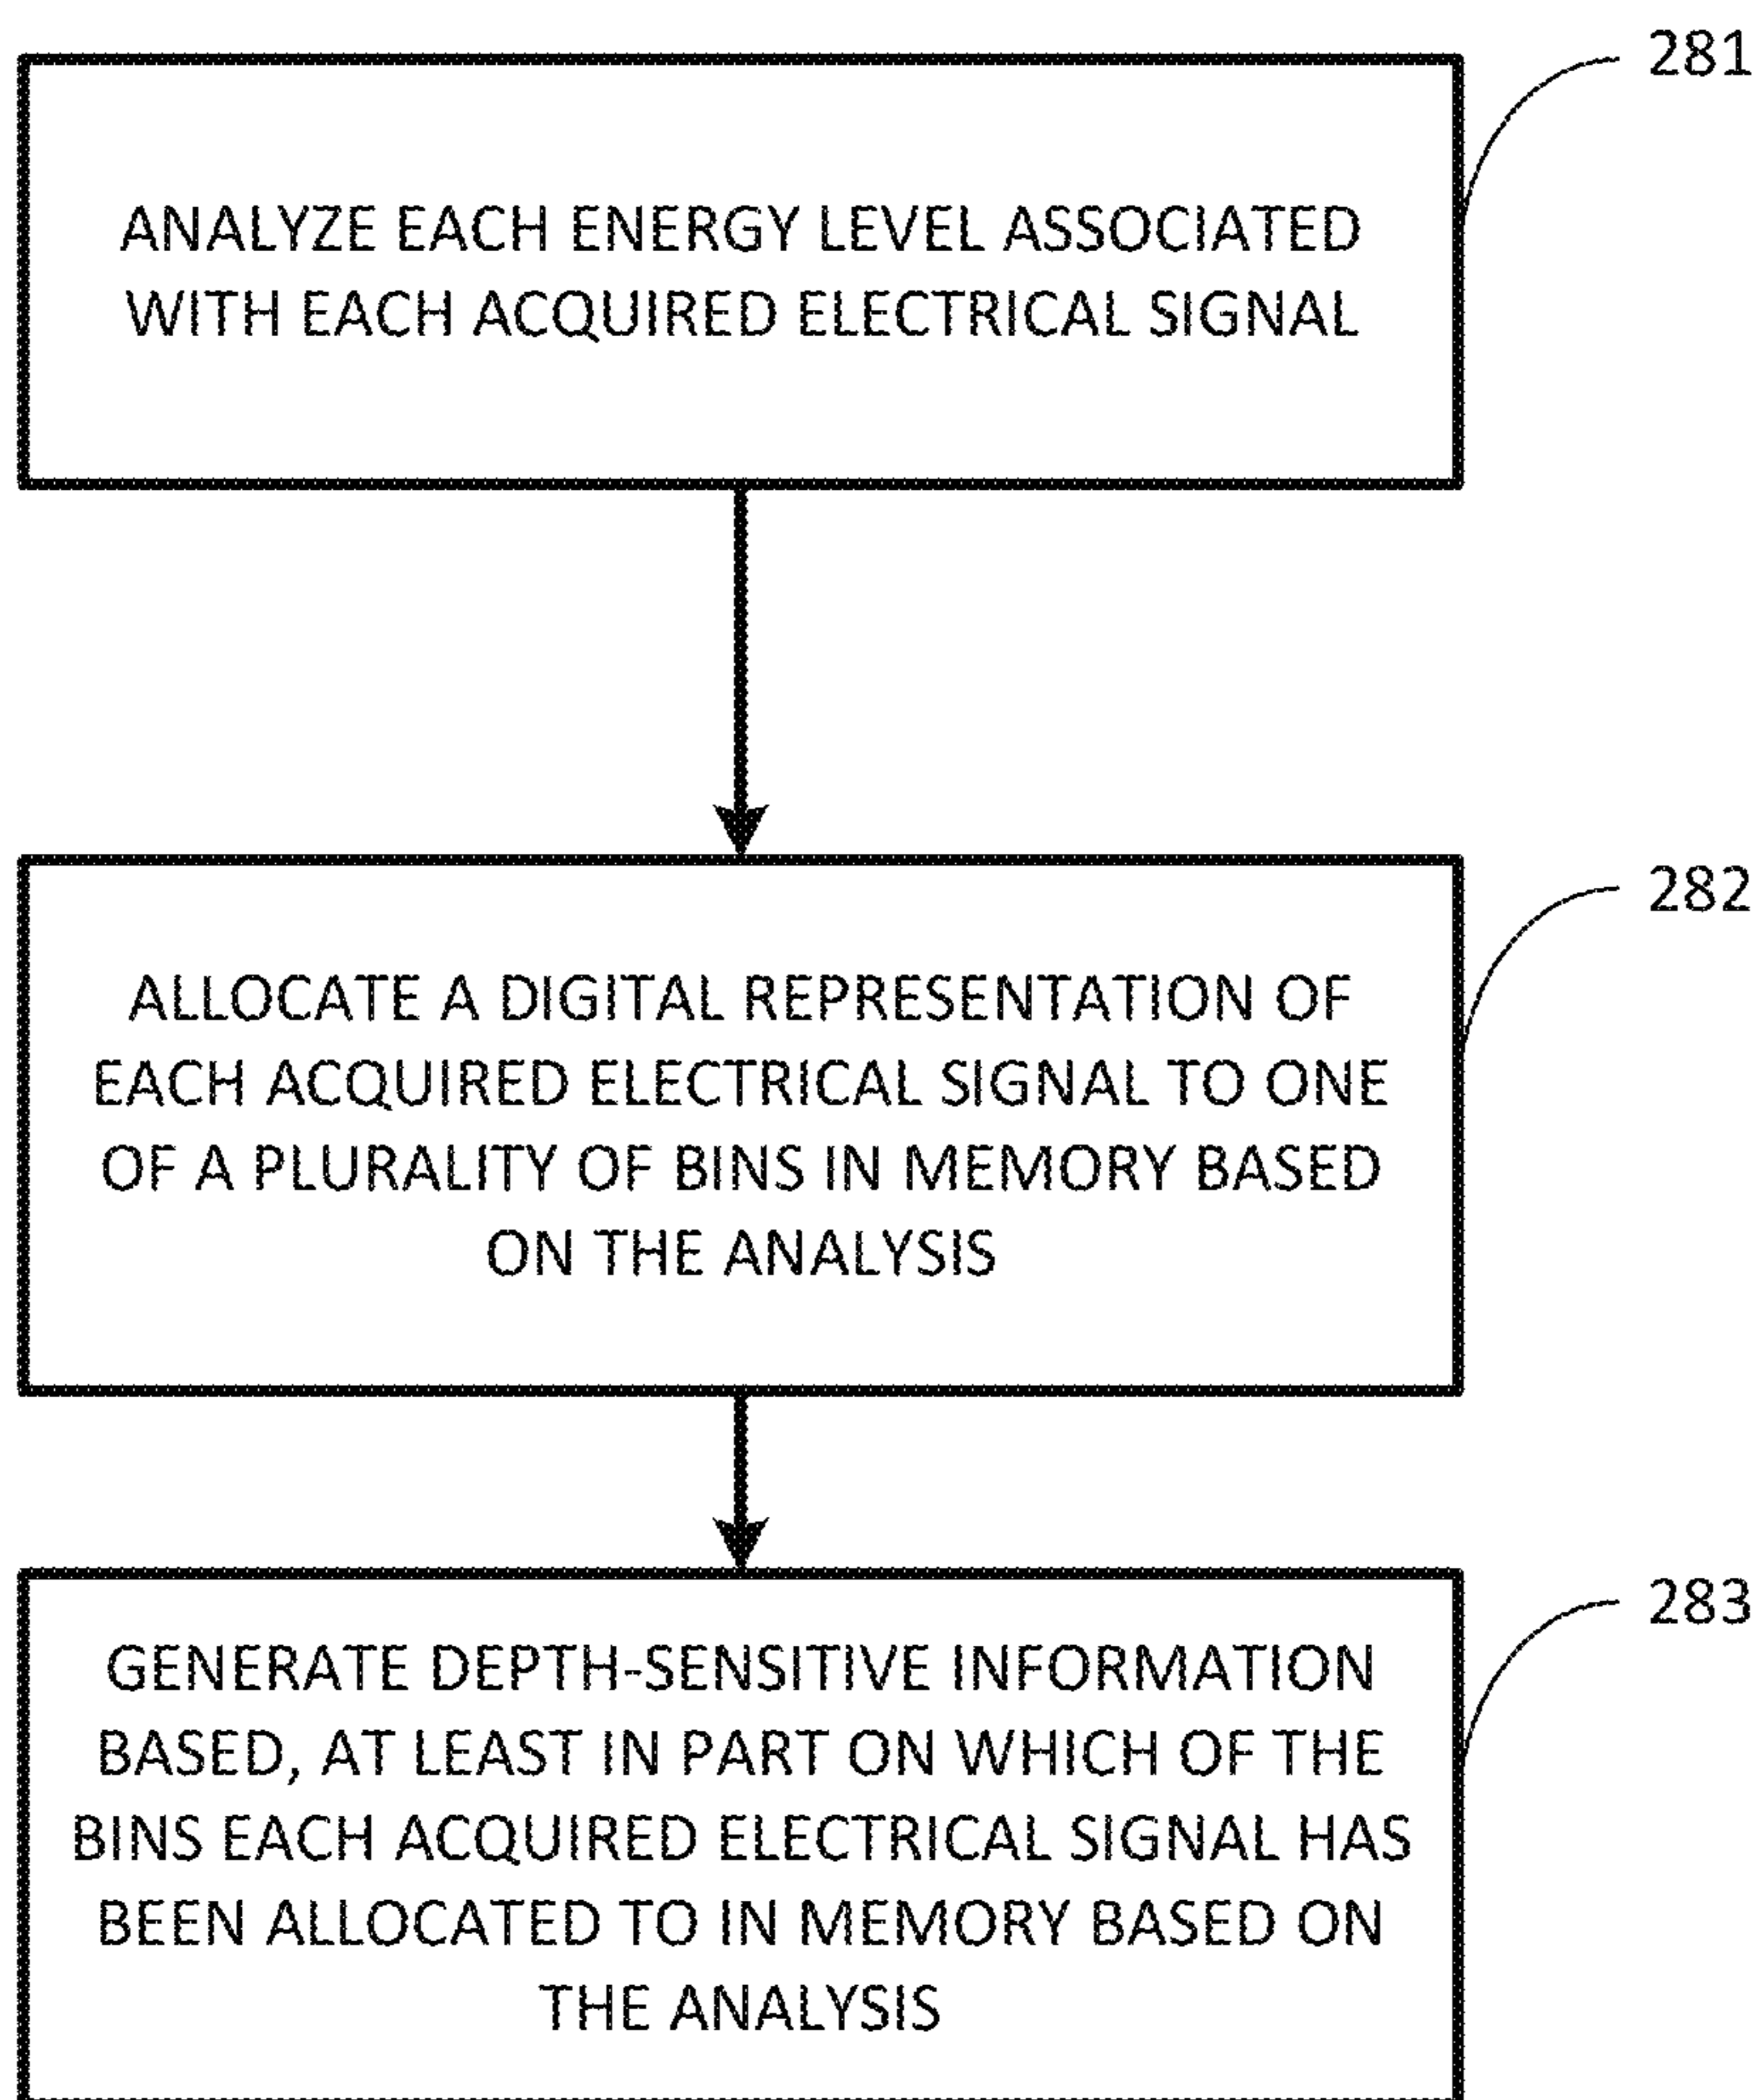 281
ANALYZE EACH ENERGY LEVEL ASSOCIATED
WITH EACH ACQUIRED ELECTRICAL SIGNAL
282
ALLOCATE A DIGITAL REPRESENTATION OF
EACH ACQUIRED ELECTRICAL SIGNAL TO ONE
OF A PLURALITY OF BINS IN MEMORY BASED
ON THE ANALYSIS
283
GENERATE DEPTH-SENSITIVE INFORMATION
BASED, AT LEAST IN PART ON WHICH OF THE
BINS EACH ACQUIRED ELECTRICAL SIGNAL HAS
BEEN ALLOCATED TO IN MEMORY BASED ON
THE ANALYSIS